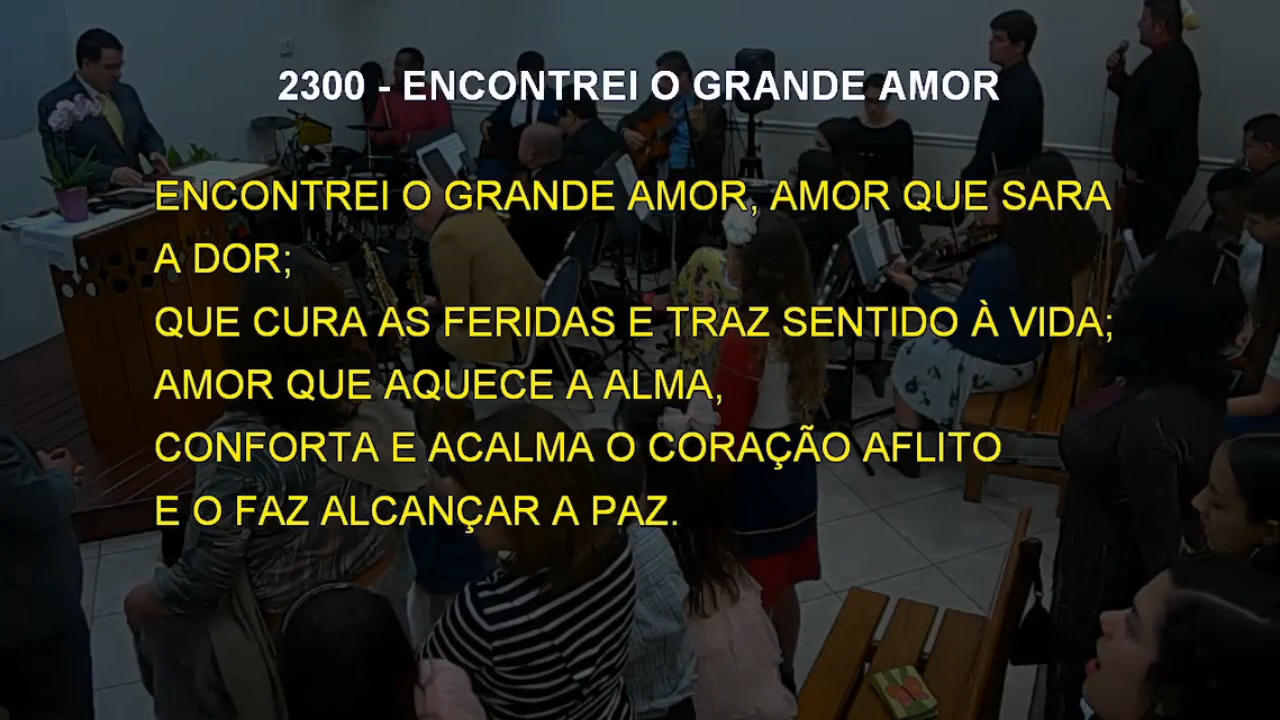 2300 - ENCONTREI O GRANDE AMOR
ENCONTREI O GRANDE AMOR, AMOR QUE SARA
A DOR;
QUE CURA AS FERIDAS E TRAZ SENTIDO À VIDA;
AMOR QUE AQUECE A ALMA,
CONFORTA E ACALMA O CORAÇÃO AFLITO
E O FAZ ALCANÇAR A PAZ.